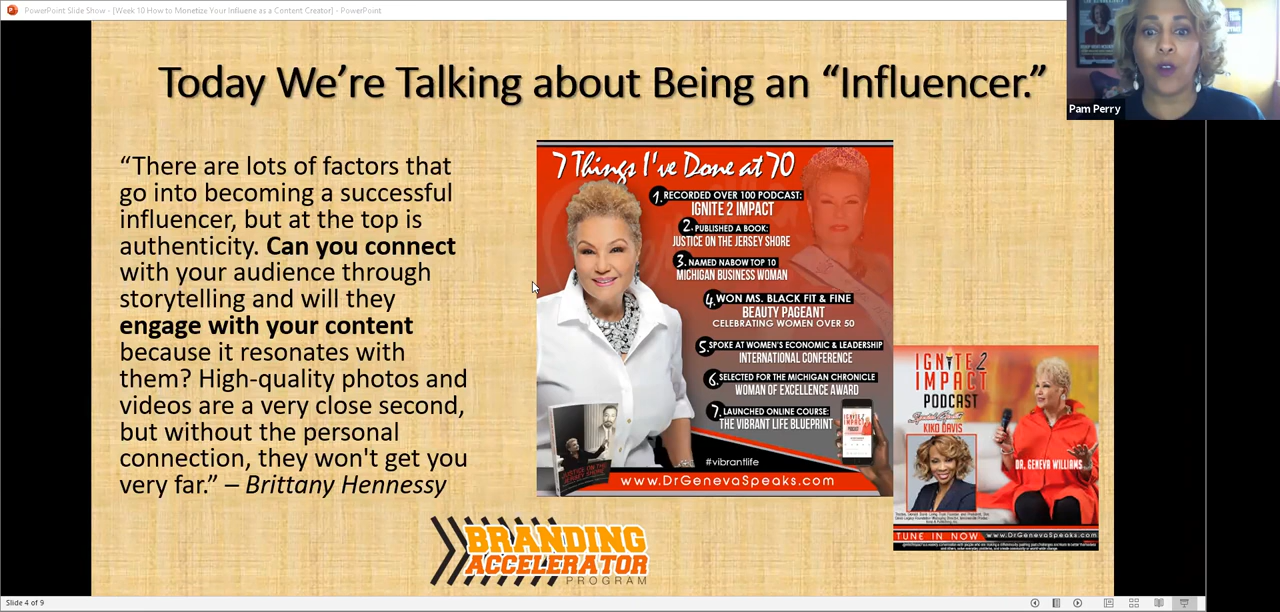 PowerPoint Slide Show - [Week 10 How to Monetize Your Influene as a Content Creator] - PowerPoint
Pam Perry
Today We’re Talking about Being an “Influencer.”
“There are lots of factors that
go into becoming a successful
influencer, but at the top is
authenticity. Can you connect
with your audience through
storytelling and will they
engage with your content
because it resonates with
them? High-quality photos and
videos are a very close second,
but without the personal
connection, they won't get you
very far.” – Brittany Hennessy
7 Things I've Done at 70
1. RECORDED OVER 100 PODCAST:
IGNITE 2 IMPACT
2. PUBLISHED A BOOK:
JUSTICE ON THE JERSEY SHORE
3. NAMED NABOW TOP 10
MICHIGAN BUSINESS WOMAN
4. WON MS. BLACK FIT & FINE
BEAUTY PAGEANT
CELEBRATING WOMEN OVER 50
5. SPOKE AT WOMEN'S ECONOMIC & LEADERSHIP
INTERNATIONAL CONFERENCE
6. SELECTED FOR THE MICHIGAN CHRONICLE
WOMAN OF EXCELLENCE AWARD
7. LAUNCHED ONLINE COURSE:
THE VIBRANT LIFE BLUEPRINT
JUSTICE ON THE
JERSEY SHORE
#vibrantlife
www.DrGenevaSpeaks.com
IGNITE 2
IMPACT
PODCAST
Special Guest
KIKO DAVIS
DR. GENEVA WILLIAMS
TUNE IN NOW www.DrGenevaSpeaks.com
BRANDING
ACCELERATOR
PROGRAM
Slide 4 of 9